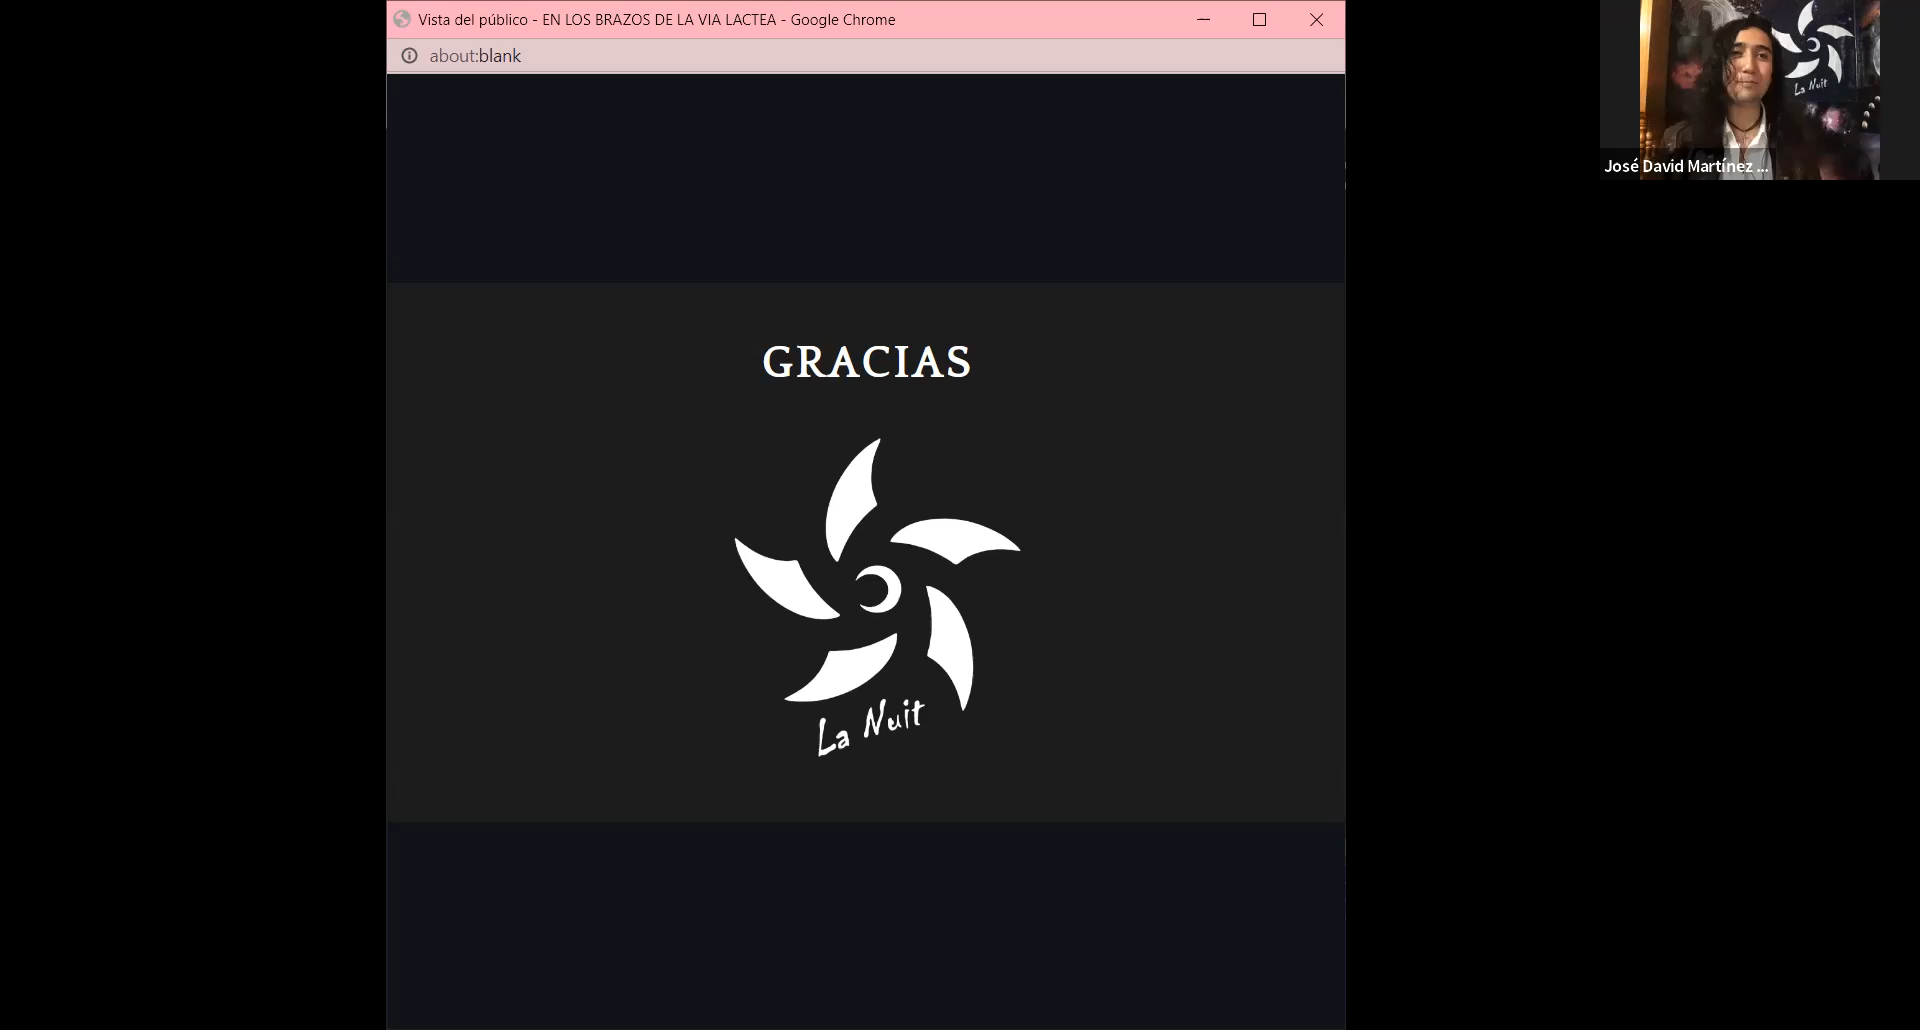 Vista del público - EN LOS BRAZOS DE LA VIA LACTEA - Google Chrome
about:blank
La Nuit
José David Martínez ...
GRACIAS
La Nuit